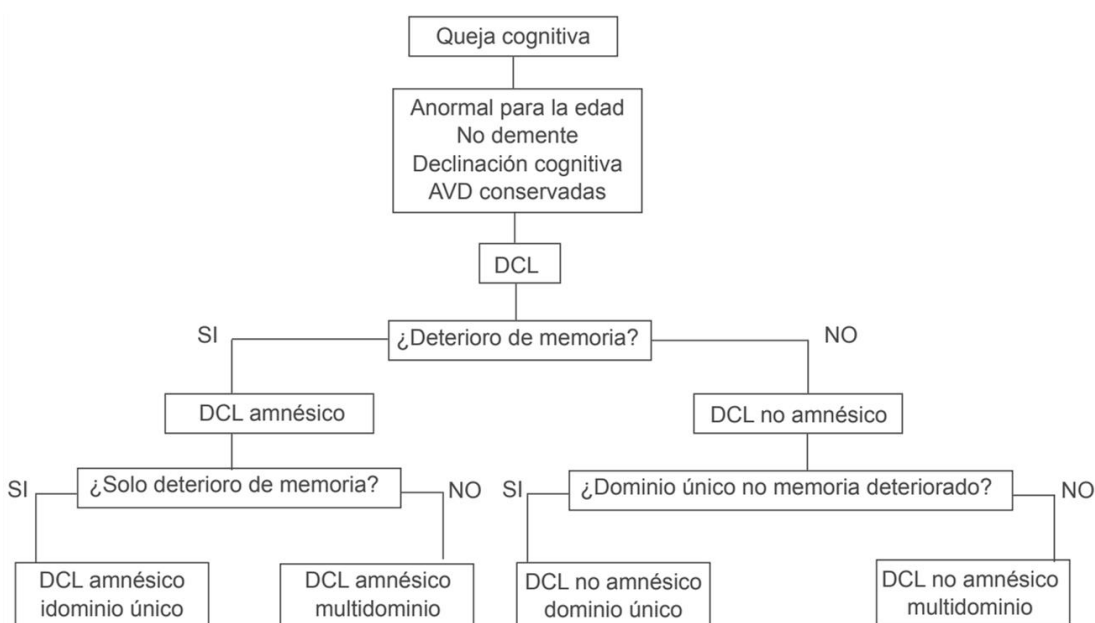 Queja cognitiva
Anormal para la edad
No demente
Declinación cognitiva
AVD conservadas
DCL
SI
¿Deterioro de memoria?
NO
DCL amnésico
DCL no amnésico
SI
¿Solo deterioro de memoria?
NO
SI
¿Dominio único no memoria deteriorado?
NO
DCL amnésico
idominio único
DCL amnésico
multidominio
DCL no amnésico
dominio único
DCL no amnésico
multidominio